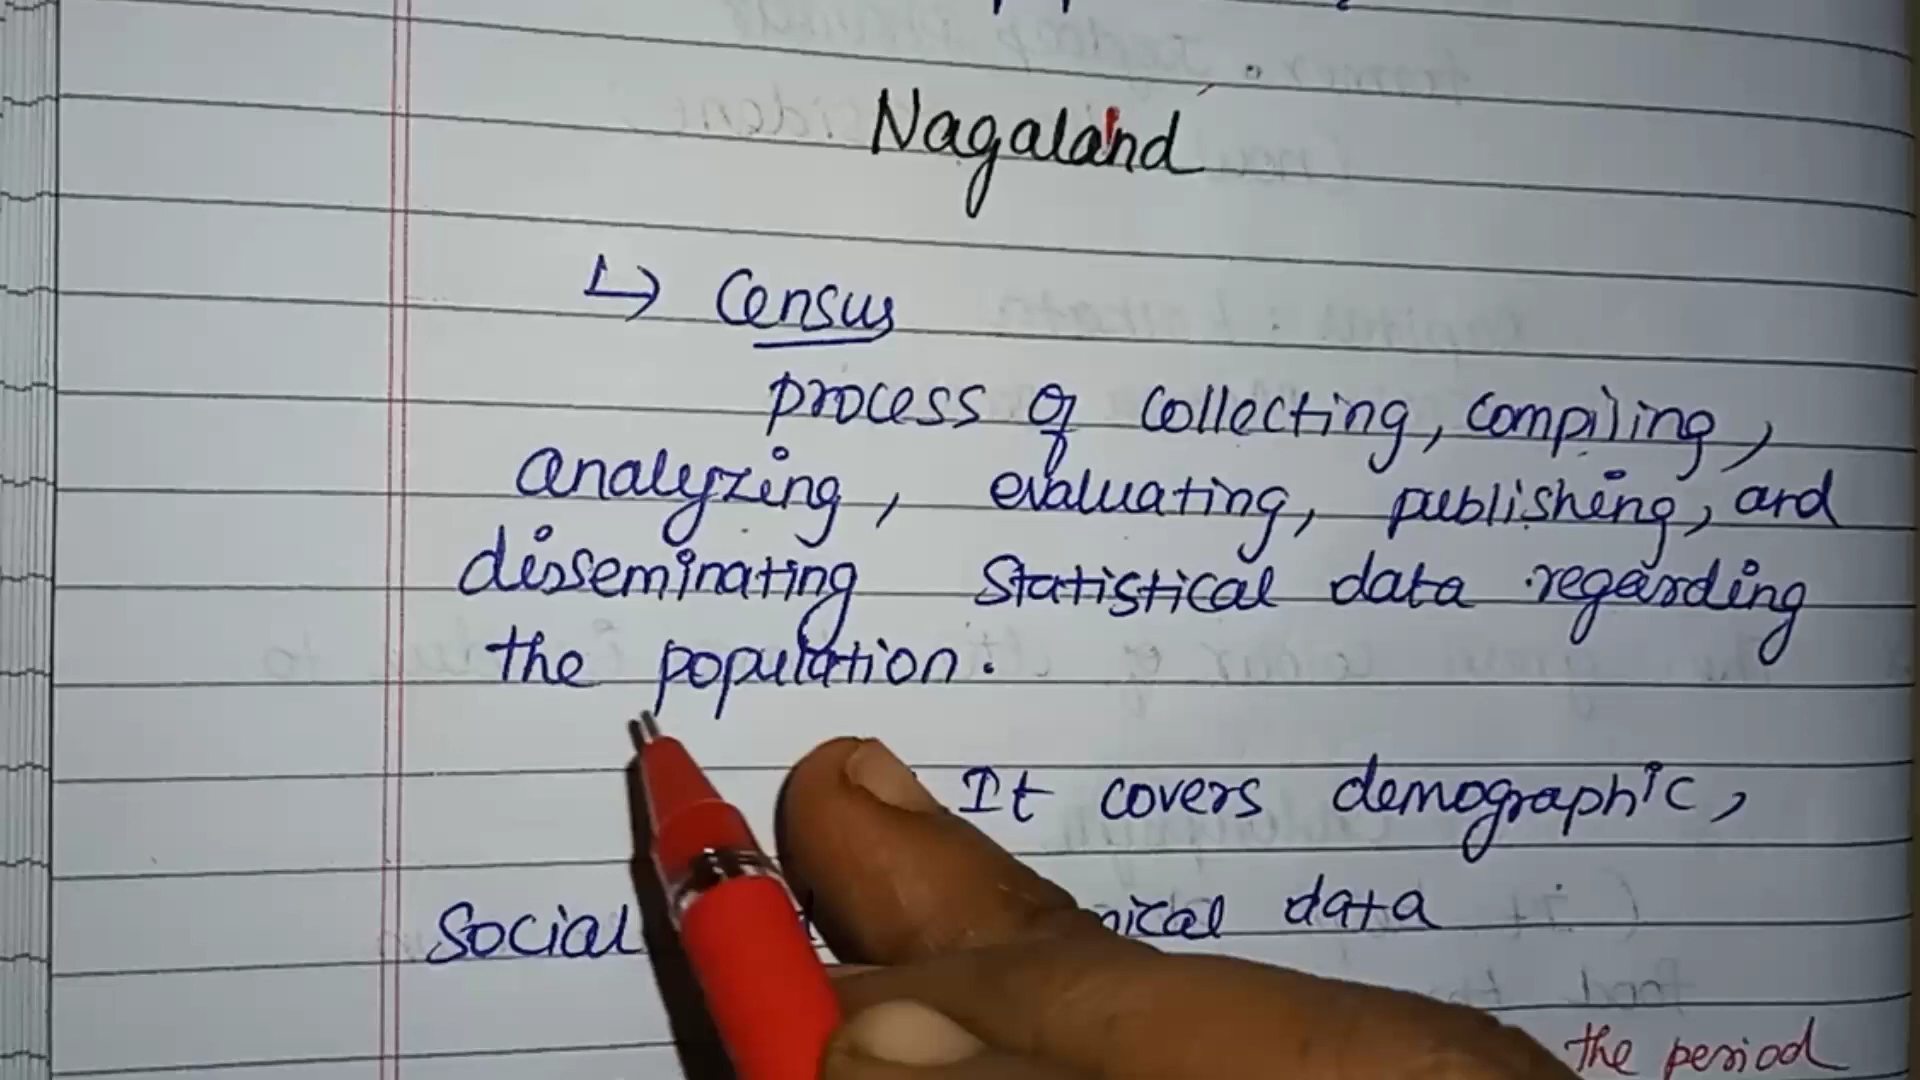 Nagaland
↳ Census
process of collecting, compiling,
analyzing, evaluating, publishing, and
disseminating statistical data regarding
the population.
It covers demographic,
social data
the period